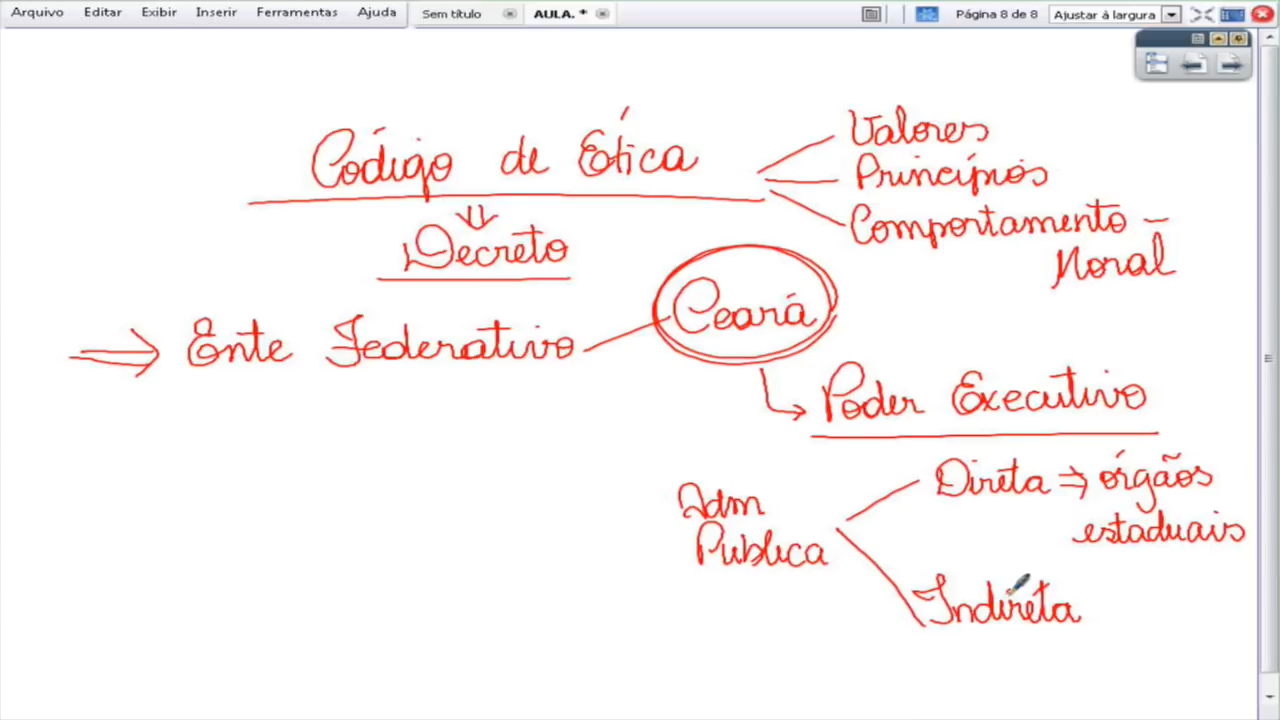 Arquivo Editar Exibir Inserir Ferramentas Ajuda Sem título AULA. * Página 8 de 8 Ajustar à largura
Código de Ética
Valores
Princípios
Comportamento –
Moral
Decreto
Ceará
⇒ Ente Federativo
Poder Executivo
Adm
Pública
Direta ⇒ órgãos
estaduais
Indireta